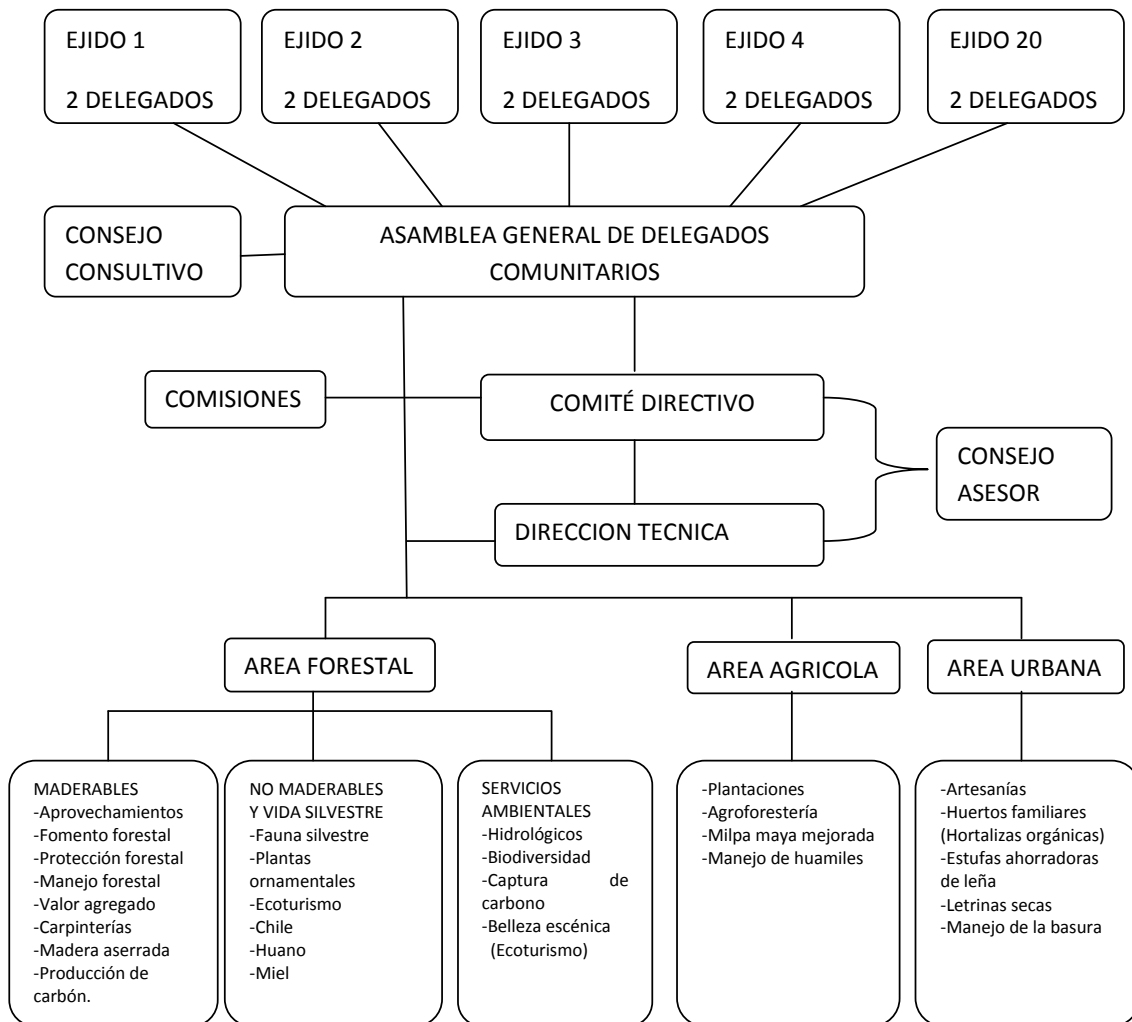 EJIDO 1
2 DELEGADOS
EJIDO 2
2 DELEGADOS
EJIDO 3
2 DELEGADOS
EJIDO 4
2 DELEGADOS
EJIDO 20
2 DELEGADOS
CONSEJO
CONSULTIVO
ASAMBLEA GENERAL DE DELEGADOS
COMUNITARIOS
COMISIONES
COMITÉ DIRECTIVO
CONSEJO
ASESOR
DIRECCION TECNICA
AREA FORESTAL
AREA AGRICOLA
AREA URBANA
MADERABLES
-Aprovechamientos
-Fomento forestal
-Protección forestal
-Manejo forestal
-Valor agregado
-Carpinterías
-Madera aserrada
-Producción de
carbón.
NO MADERABLES
Y VIDA SILVESTRE
-Fauna silvestre
-Plantas
ornamentales
-Ecoturismo
-Chile
-Huano
-Miel
SERVICIOS
AMBIENTALES
-Hidrológicos
-Biodiversidad
-Captura de
carbono
-Belleza escénica
(Ecoturismo)
-Plantaciones
-Agroforestería
-Milpa maya mejorada
-Manejo de huamiles
-Artesanías
-Huertos familiares
(Hortalizas orgánicas)
-Estufas ahorradoras
de leña
-Letrinas secas
-Manejo de la basura